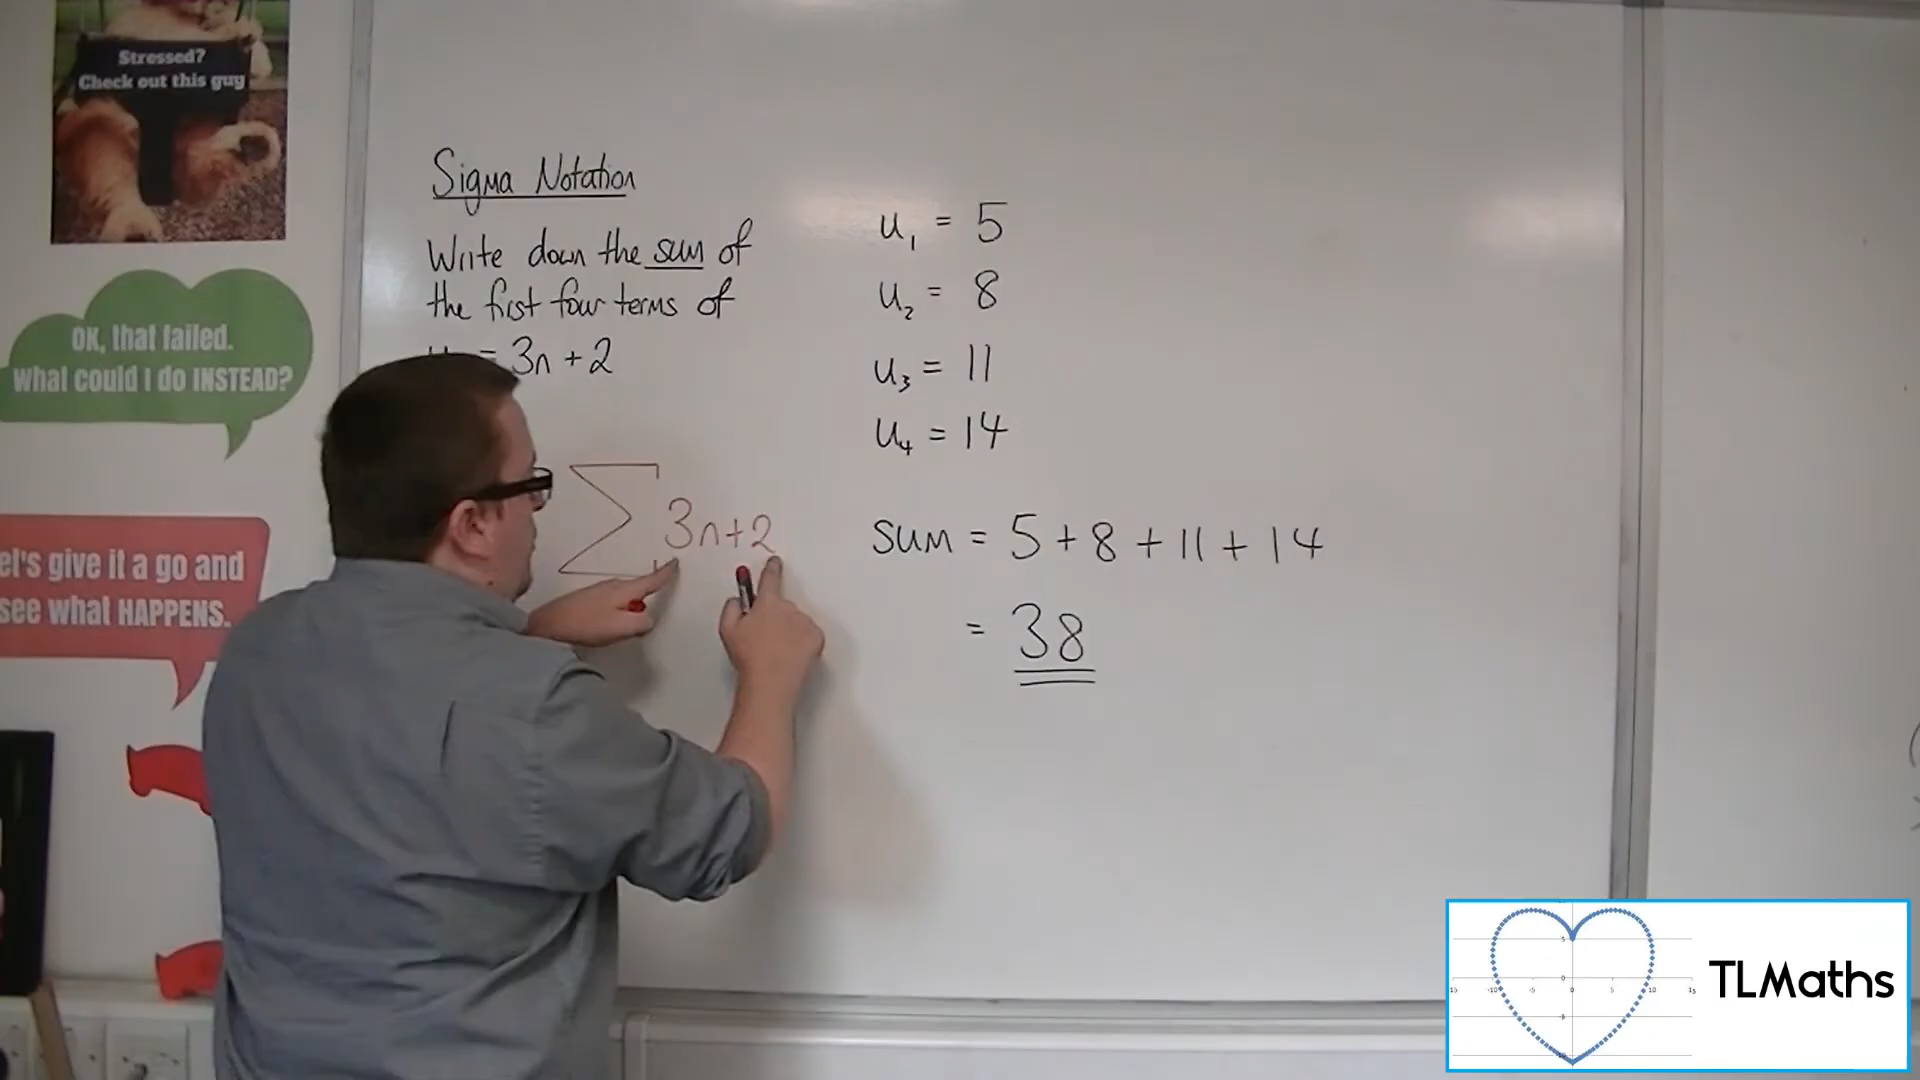 Stressed?
Check out this guy
OK, that failed.
What could I do INSTEAD?
let's give it a go and
see what HAPPENS.
Sigma Notation
Write down the sum of
the first four terms of
= 3n + 2
∑ 3n+2
u₁ = 5
u₂ = 8
u₃ = 11
u₄ = 14
sum = 5 + 8 + 11 + 14
= 38
TLMaths